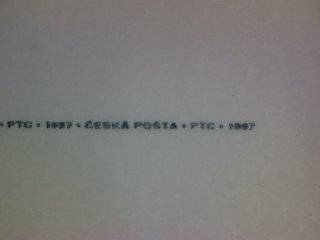 • PTC • 1997 • ČESKÁ POŠTA • PTC • 1997